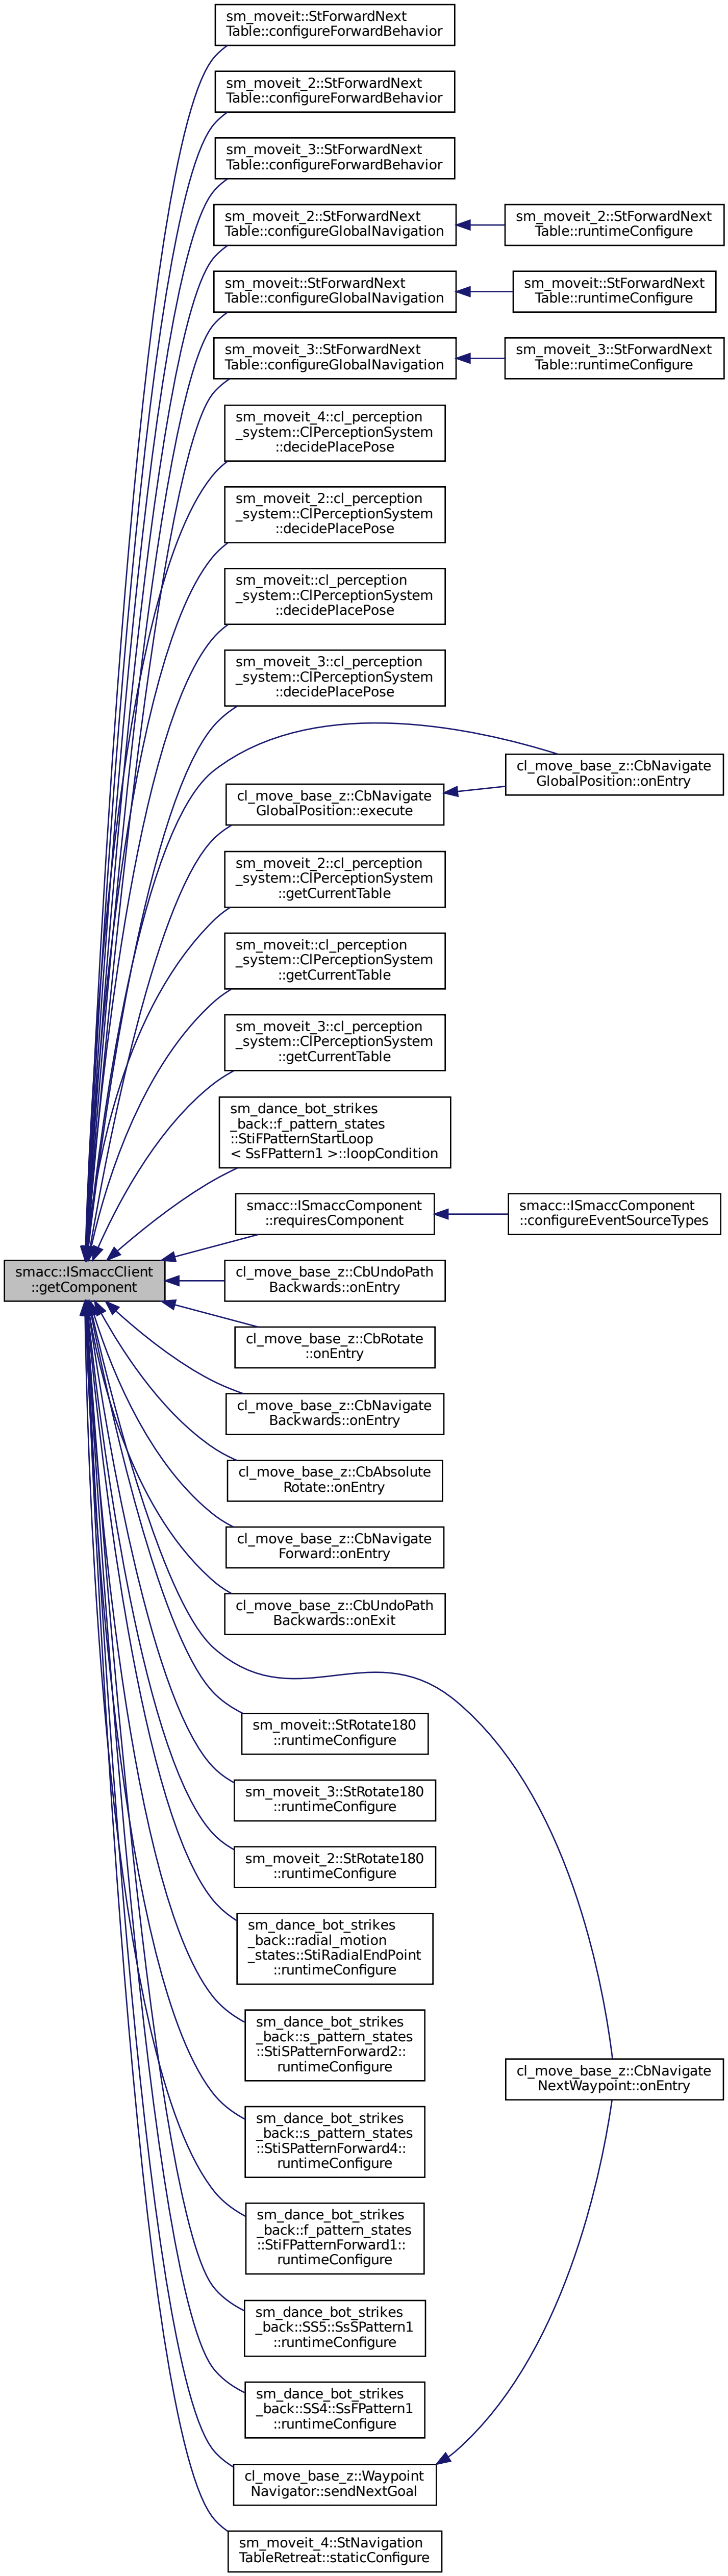 sm_moveit::StForwardNext
Table::configureForwardBehavior
sm_moveit_2::StForwardNext
Table::configureForwardBehavior
sm_moveit_3::StForwardNext
Table::configureForwardBehavior
sm_moveit_2::StForwardNext
Table::configureGlobalNavigation
sm_moveit_2::StForwardNext
Table::runtimeConfigure
sm_moveit::StForwardNext
Table::configureGlobalNavigation
sm_moveit::StForwardNext
Table::runtimeConfigure
sm_moveit_3::StForwardNext
Table::configureGlobalNavigation
sm_moveit_3::StForwardNext
Table::runtimeConfigure
sm_moveit_4::cl_perception
_system::ClPerceptionSystem
::decidePlacePose
sm_moveit_2::cl_perception
_system::ClPerceptionSystem
::decidePlacePose
sm_moveit::cl_perception
_system::ClPerceptionSystem
::decidePlacePose
sm_moveit_3::cl_perception
_system::ClPerceptionSystem
::decidePlacePose
cl_move_base_z::CbNavigate
GlobalPosition::onEntry
cl_move_base_z::CbNavigate
GlobalPosition::execute
sm_moveit_2::cl_perception
_system::ClPerceptionSystem
::getCurrentTable
sm_moveit::cl_perception
_system::ClPerceptionSystem
::getCurrentTable
sm_moveit_3::cl_perception
_system::ClPerceptionSystem
::getCurrentTable
sm_dance_bot_strikes
_back::f_pattern_states
::StiFPatternStartLoop
< SsFPattern1 >::loopCondition
smacc::ISmaccComponent
::requiresComponent
smacc::ISmaccComponent
::configureEventSourceTypes
smacc::ISmaccClient
::getComponent
cl_move_base_z::CbUndoPath
Backwards::onEntry
cl_move_base_z::CbRotate
::onEntry
cl_move_base_z::CbNavigate
Backwards::onEntry
cl_move_base_z::CbAbsolute
Rotate::onEntry
cl_move_base_z::CbNavigate
Forward::onEntry
cl_move_base_z::CbUndoPath
Backwards::onExit
sm_moveit::StRotate180
::runtimeConfigure
sm_moveit_3::StRotate180
::runtimeConfigure
sm_moveit_2::StRotate180
::runtimeConfigure
sm_dance_bot_strikes
_back::radial_motion
_states::StiRadialEndPoint
::runtimeConfigure
sm_dance_bot_strikes
_back::s_pattern_states
::StiSPatternForward2::
runtimeConfigure
cl_move_base_z::CbNavigate
NextWaypoint::onEntry
sm_dance_bot_strikes
_back::s_pattern_states
::StiSPatternForward4::
runtimeConfigure
sm_dance_bot_strikes
_back::f_pattern_states
::StiFPatternForward1::
runtimeConfigure
sm_dance_bot_strikes
_back::SS5::SsSPattern1
::runtimeConfigure
sm_dance_bot_strikes
_back::SS4::SsFPattern1
::runtimeConfigure
cl_move_base_z::Waypoint
Navigator::sendNextGoal
sm_moveit_4::StNavigation
TableRetreat::staticConfigure